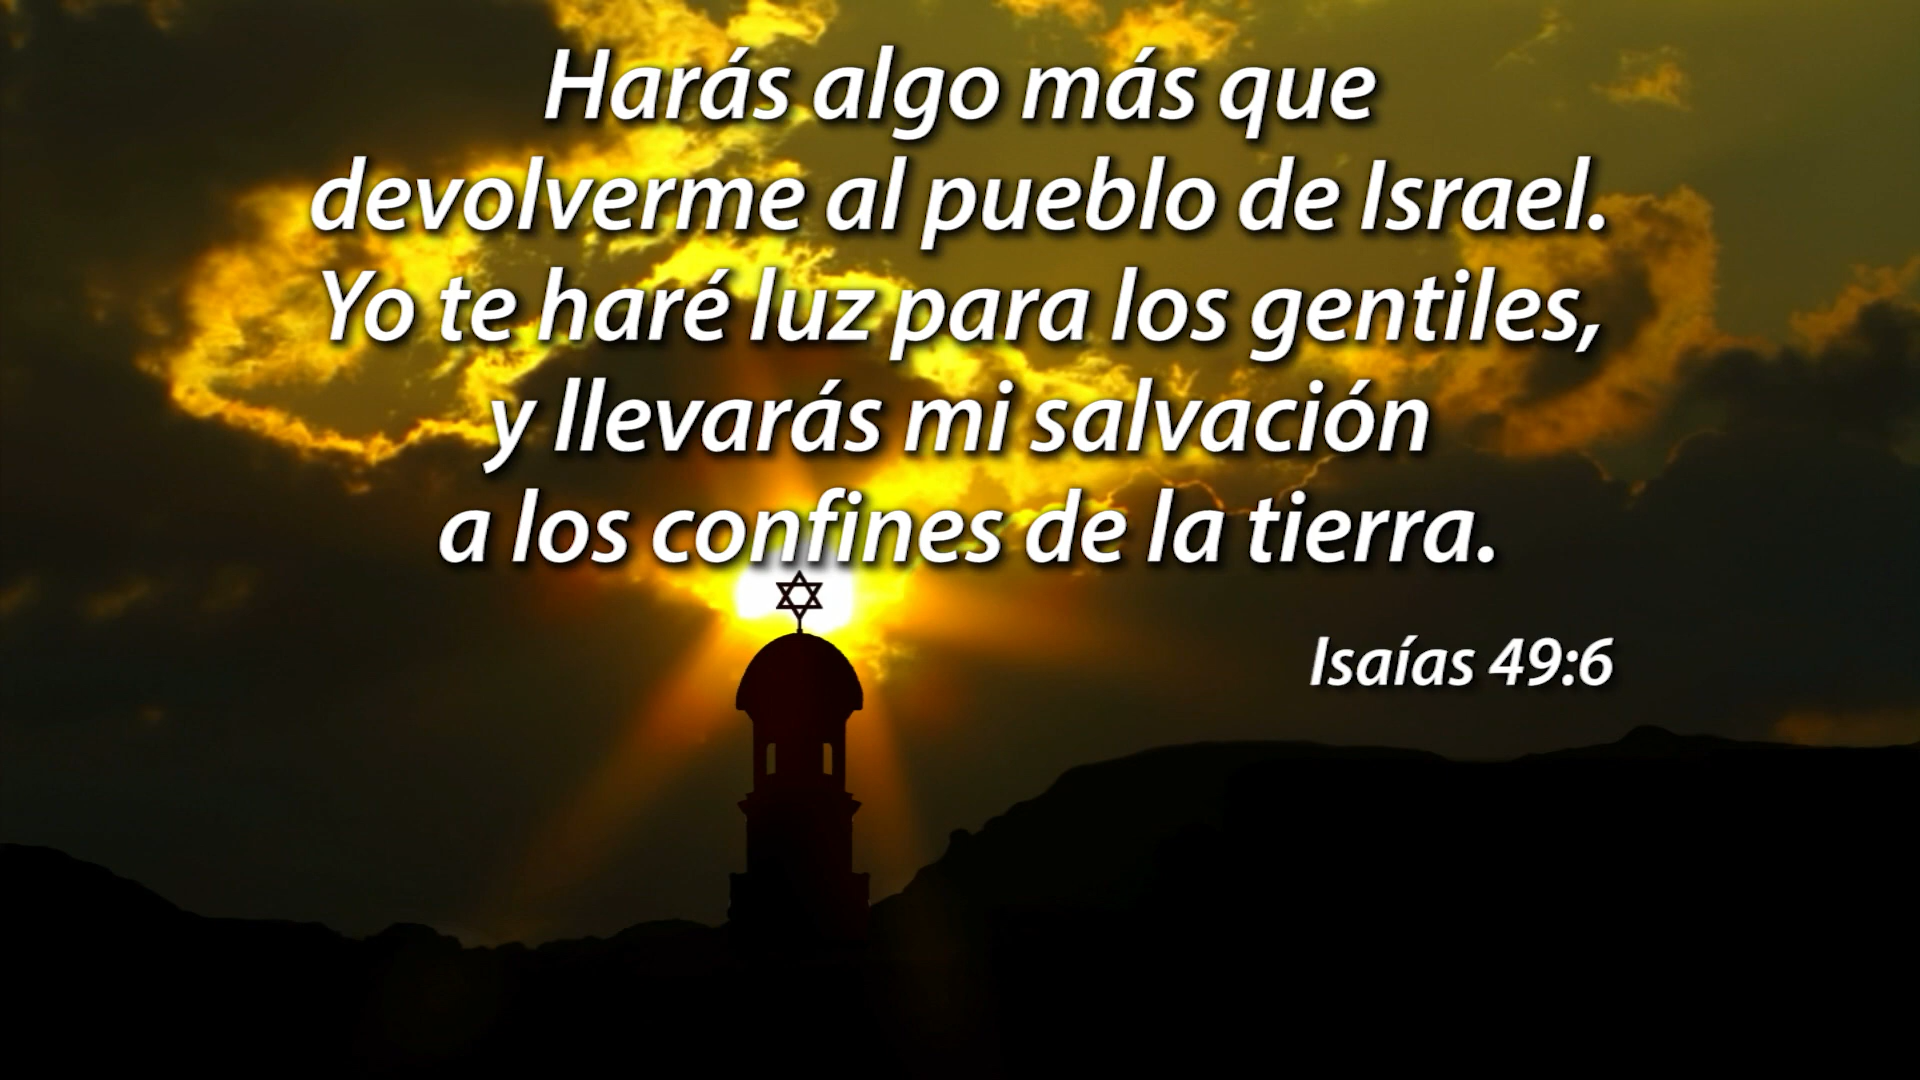 Harás algo más que
devolverme al pueblo de Israel.
Yo te haré luz para los gentiles,
y llevarás mi salvación
a los confines de la tierra.
Isaías 49:6